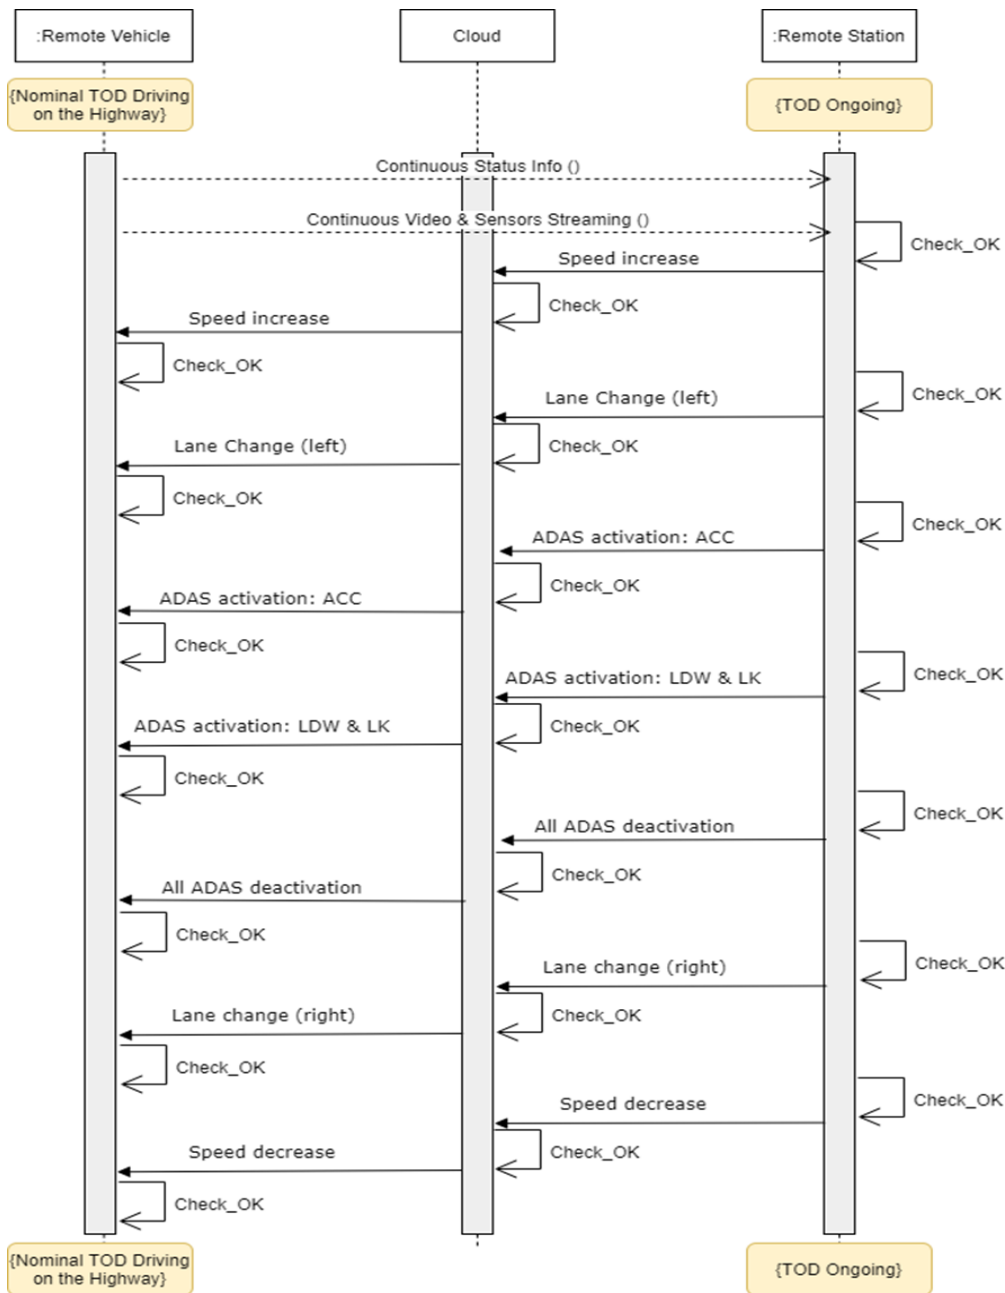 :Remote Vehicle
Cloud
:Remote Station
{Nominal TOD Driving
on the Highway}
{TOD Ongoing}
Continuous Status Info ()
Continuous Video & Sensors Streaming ()
Check_OK
Speed increase
Check_OK
Speed increase
Check_OK
Check_OK
Lane Change (left)
Check_OK
Lane Change (left)
Check_OK
Check_OK
ADAS activation: ACC
Check_OK
ADAS activation: ACC
Check_OK
Check_OK
ADAS activation: LDW & LK
Check_OK
ADAS activation: LDW & LK
Check_OK
Check_OK
All ADAS deactivation
Check_OK
All ADAS deactivation
Check_OK
Check_OK
Lane change (right)
Check_OK
Lane change (right)
Check_OK
Check_OK
Speed decrease
Check_OK
Speed decrease
Check_OK
{Nominal TOD Driving
on the Highway}
{TOD Ongoing}